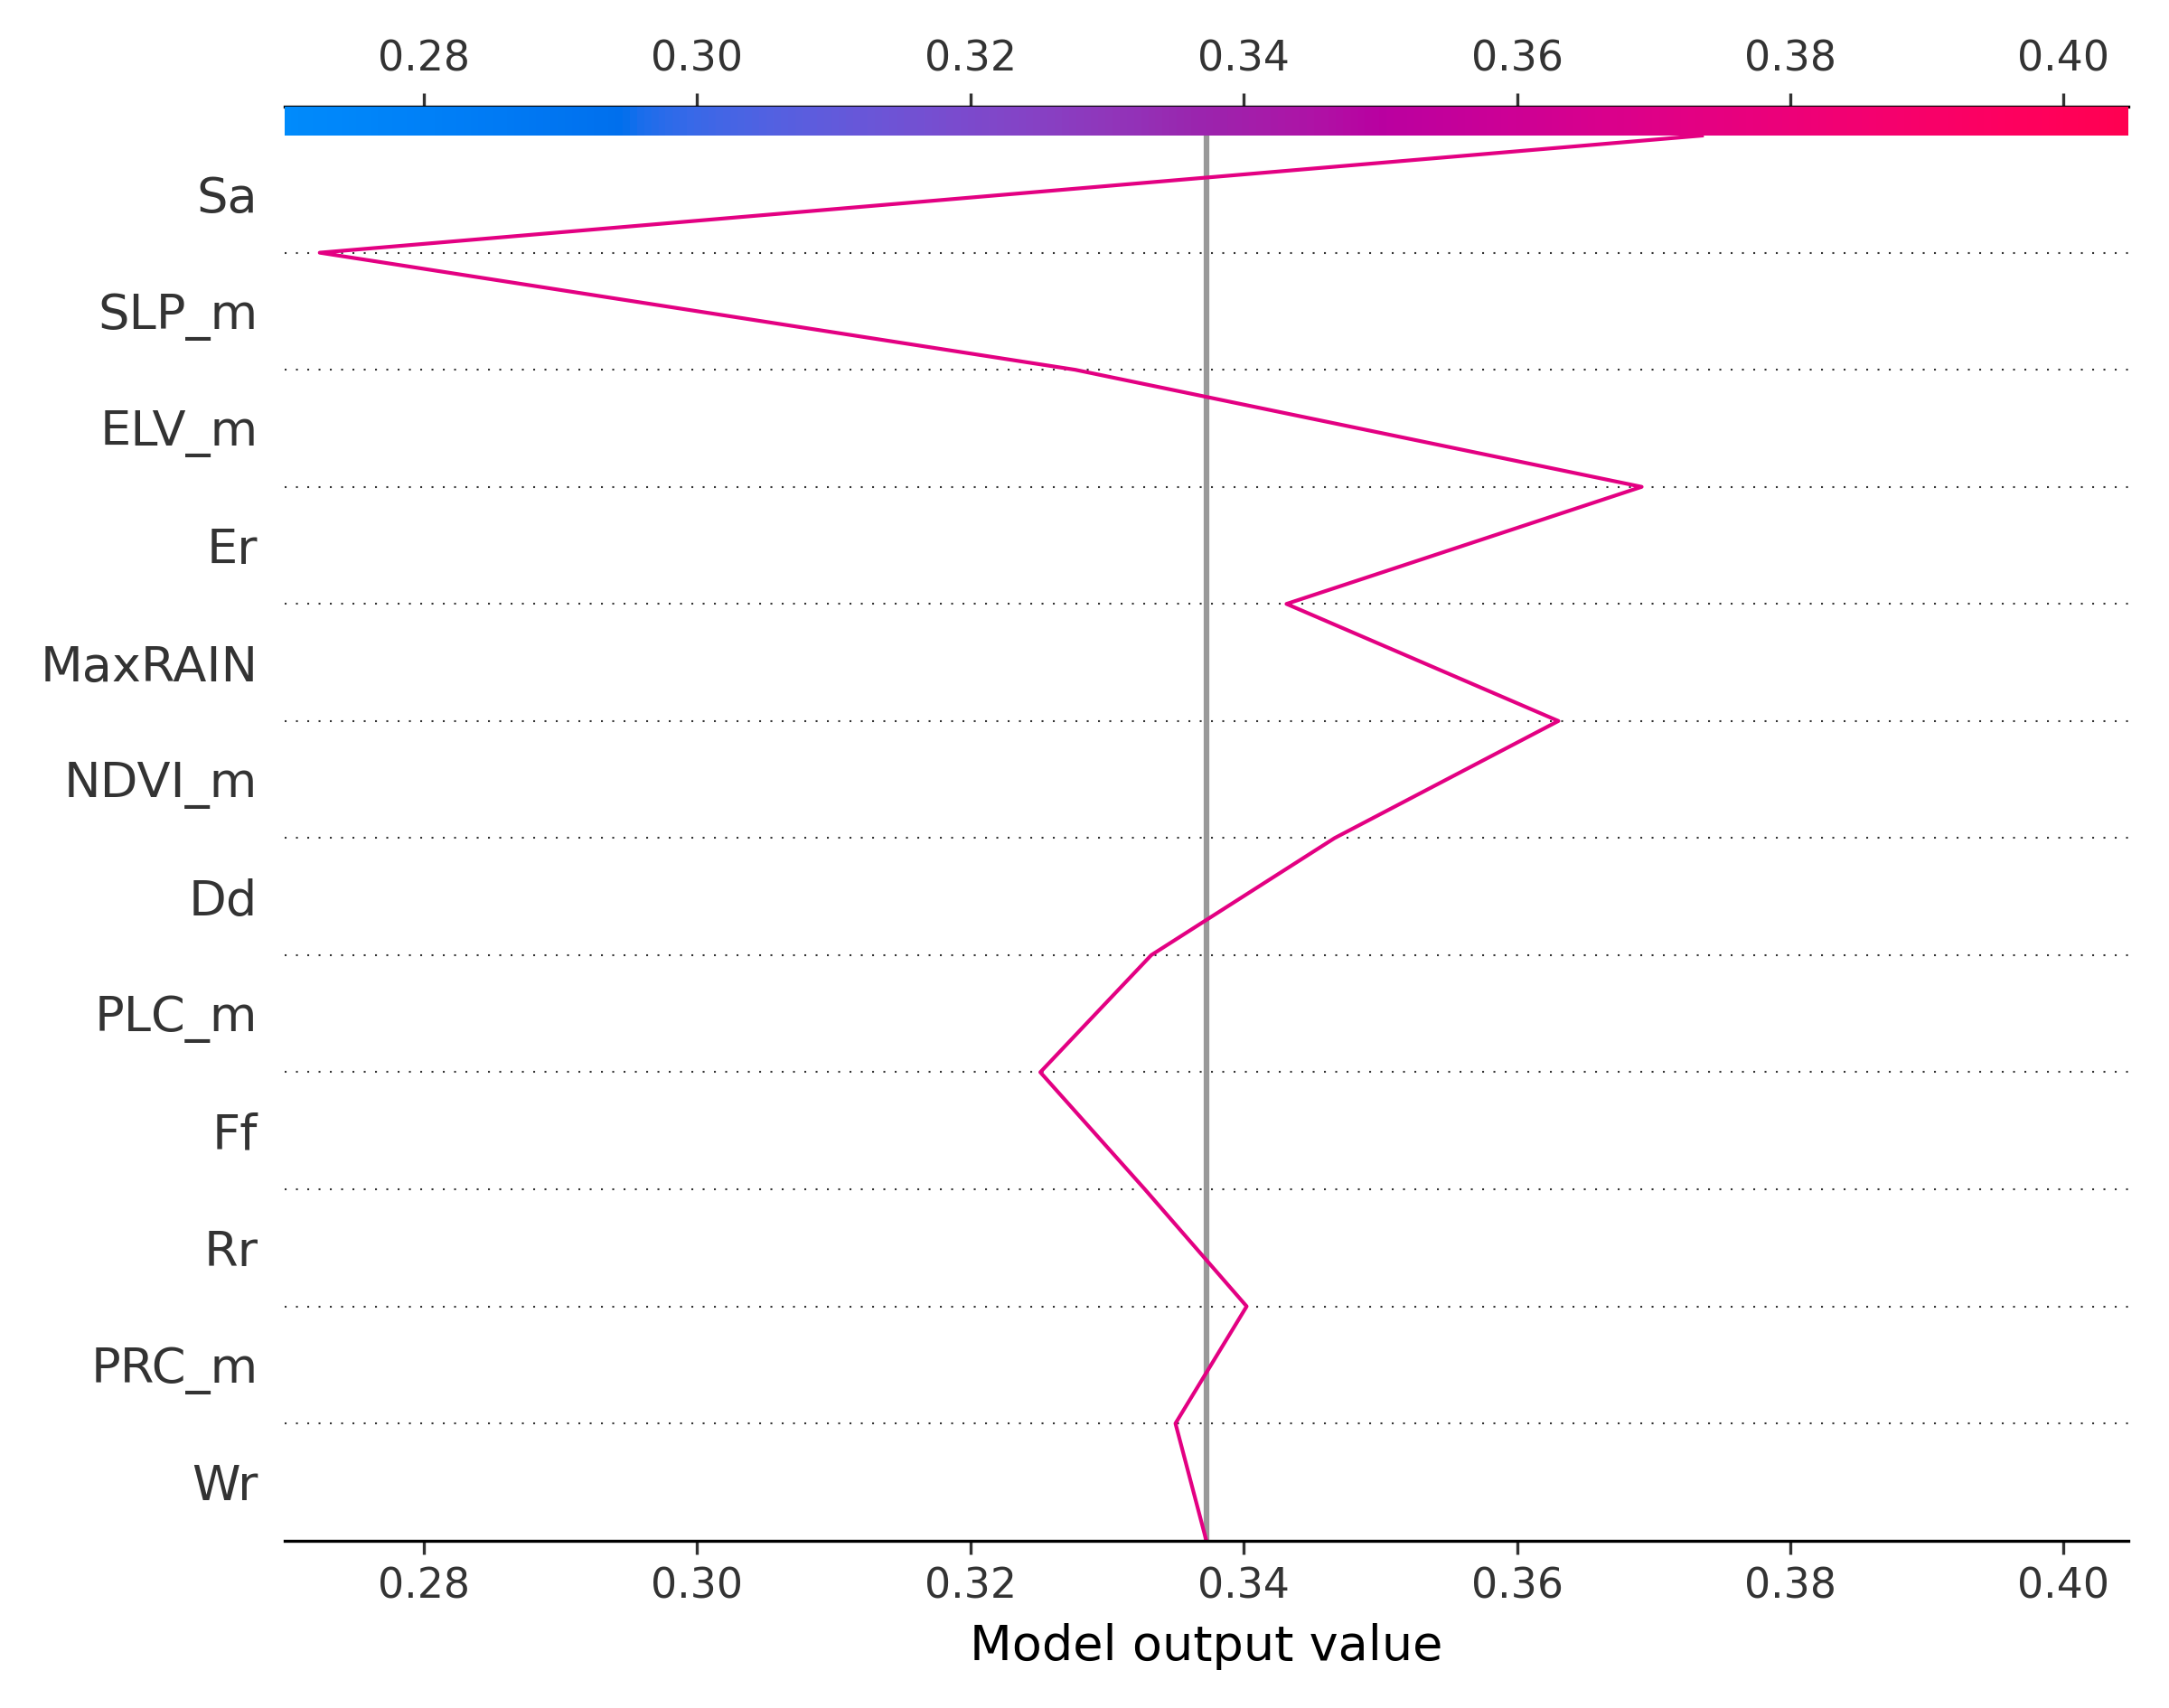 0.28 0.30 0.32 0.34 0.36 0.38 0.40
Sa
SLP_m
ELV_m
Er
MaxRAIN
NDVI_m
Dd
PLC_m
Ff
Rr
PRC_m
Wr
0.28 0.30 0.32 0.34 0.36 0.38 0.40
Model output value